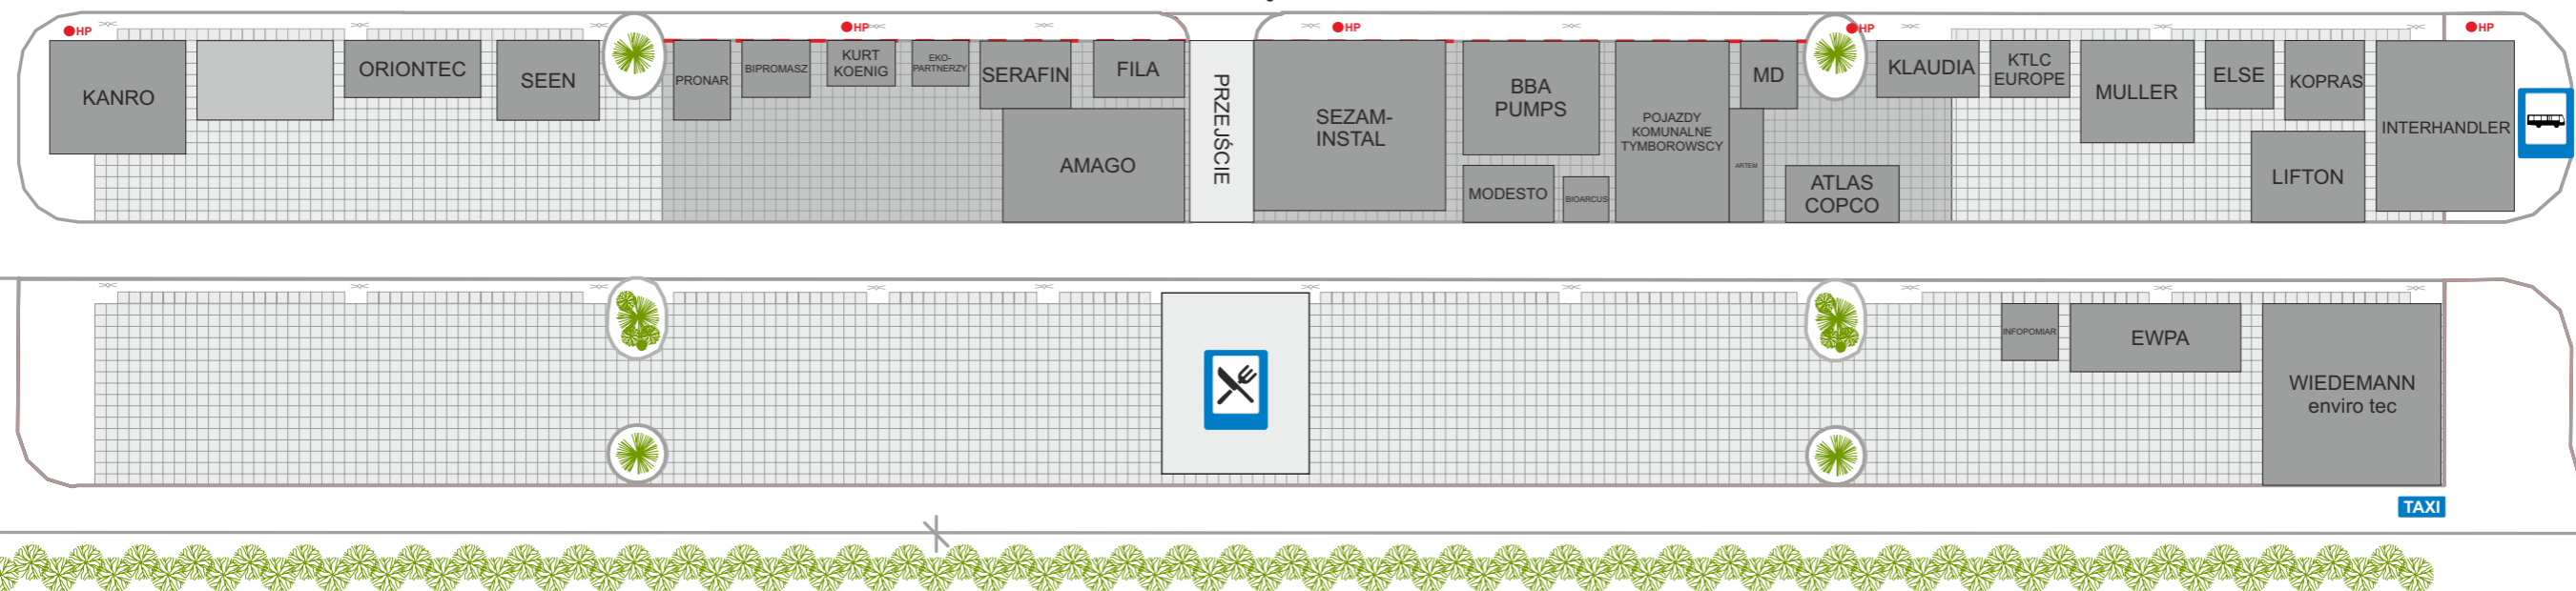 HP
HP
HP
HP
HP
KANRO
ORIONTEC
SEEN
PRONAR
BIPROMASZ
KURT
KOENIG
EKO-
PARTNERZY
SERAFIN
FILA
AMAGO
PRZEJŚCIE
SEZAM-
INSTAL
BBA
PUMPS
MODESTO
BIOARCUS
POJAZDY
KOMUNALNE
TYMBOROWSCY
MD
ARTEM
ATLAS
COPCO
KLAUDIA
KTLC
EUROPE
MULLER
ELSE
KOPRAS
LIFTON
INTERHANDLER
INFOPOMIAR
EWPA
WIEDEMANN
enviro tec
TAXI